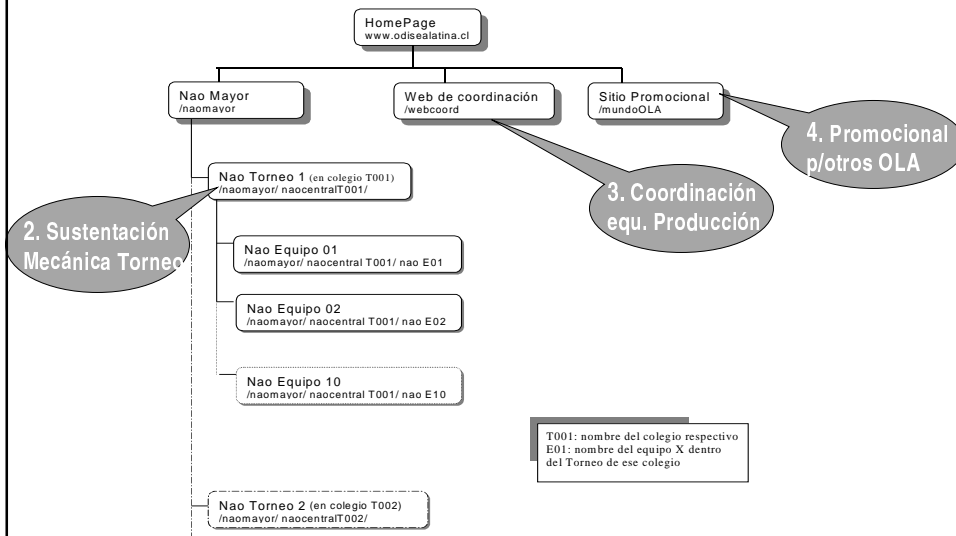 HomePage
www.odisealatina.cl
Nao Mayor
/naomayor
Web de coordinación
/webcoord
Sitio Promocional
/mundoOLA
4. Promocional
p/otros OLA
Nao Torneo 1 (en colegio T001)
/naomayor/ naocentralT001/
3. Coordinación
equ. Producción
2. Sustentación
Mecánica Torneo
Nao Equipo 01
/naomayor/ naocentral T001/ nao E01
Nao Equipo 02
/naomayor/ naocentral T001/ nao E02
Nao Equipo 10
/naomayor/ naocentral T001/ nao E10
T001: nombre del colegio respectivo
E01: nombre del equipo X dentro
del Torneo de ese colegio
Nao Torneo 2 (en colegio T002)
/naomayor/ naocentralT002/